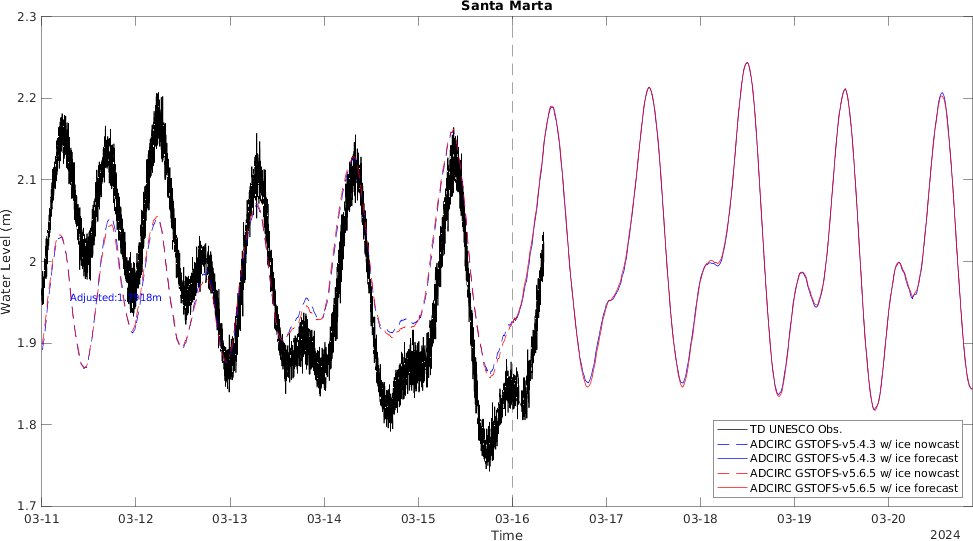 Santa Marta
2.3
2.2
2.1
2
1.9
1.8
1.7
Water Level (m)
03-11
03-12
03-13
03-14
03-15
03-16
03-17
03-18
03-19
03-20
Time
2024
TD UNESCO Obs.
ADCIRC GSTOFS-v5.4.3 w/ ice nowcast
ADCIRC GSTOFS-v5.4.3 w/ ice forecast
ADCIRC GSTOFS-v5.6.5 w/ ice nowcast
ADCIRC GSTOFS-v5.6.5 w/ ice forecast